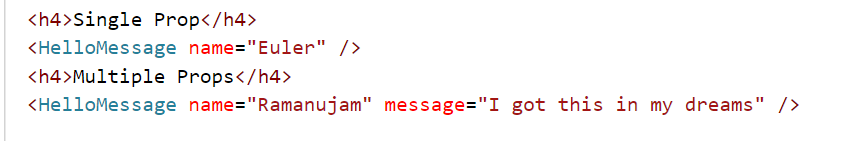 <h4>Single Prop</h4>
<HelloMessage name="Euler" />
<h4>Multiple Props</h4>
<HelloMessage name="Ramanujam" message="I got this in my dreams" />